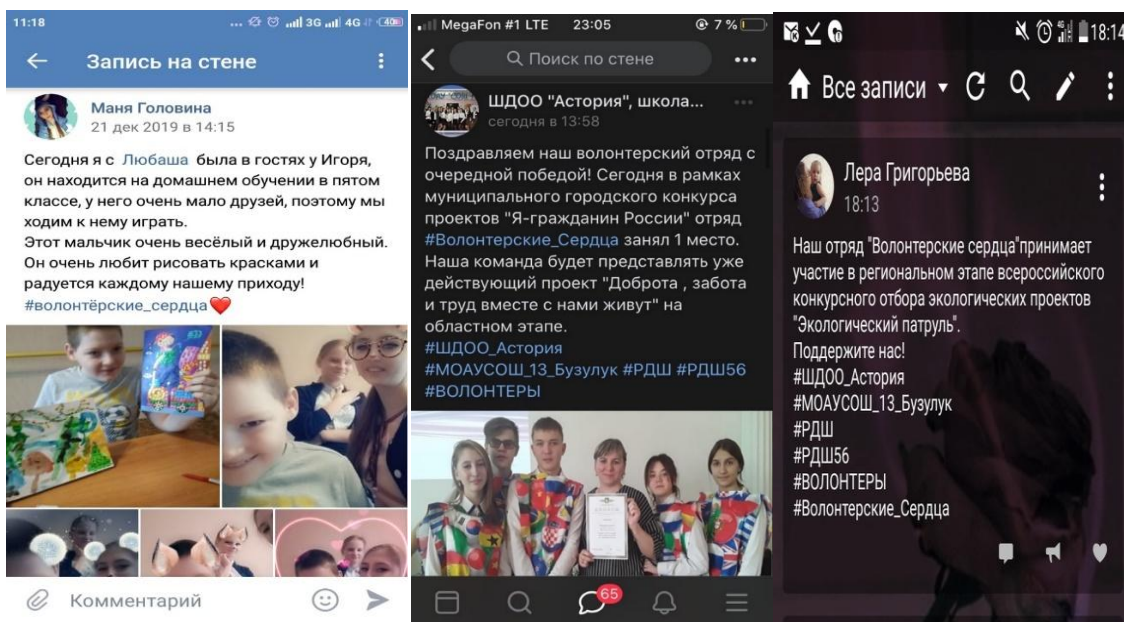 11:18
... 3G 4G 40
Запись на стене
Маня Головина
21 дек 2019 в 14:15
Сегодня я с Любаша была в гостях у Игоря,
он находится на домашнем обучении в пятом
классе, у него очень мало друзей, поэтому мы
ходим к нему играть.
Этот мальчик очень весёлый и дружелюбный.
Он очень любит рисовать красками и
радуется каждому нашему приходу!
#волонтёрские_сердца
Комментарий
MegaFon #1 LTE 23:05 7 %
Поиск по стене
ШДОО "Астория", школа...
сегодня в 13:58
Поздравляем наш волонтерский отряд с
очередной победой! Сегодня в рамках
муниципального городского конкурса
проектов "Я-гражданин России" отряд
#Волонтерские_Сердца занял 1 место.
Наша команда будет представлять уже
действующий проект "Доброта , забота
и труд вместе с нами живут" на
областном этапе.
#ШДОО_Астория
#МОАУСОШ_13_Бузулук #РДШ #РДШ56
#ВОЛОНТЕРЫ
65
18:14
Все записи
Лера Григорьева
18:13
Наш отряд "Волонтерские сердца"принимает
участие в региональном этапе всероссийского
конкурсного отбора экологических проектов
"Экологический патруль".
Поддержите нас!
#ШДОО_Астория
#МОАУСОШ_13_Бузулук
#РДШ
#РДШ56
#ВОЛОНТЕРЫ
#Волонтерские_Сердца